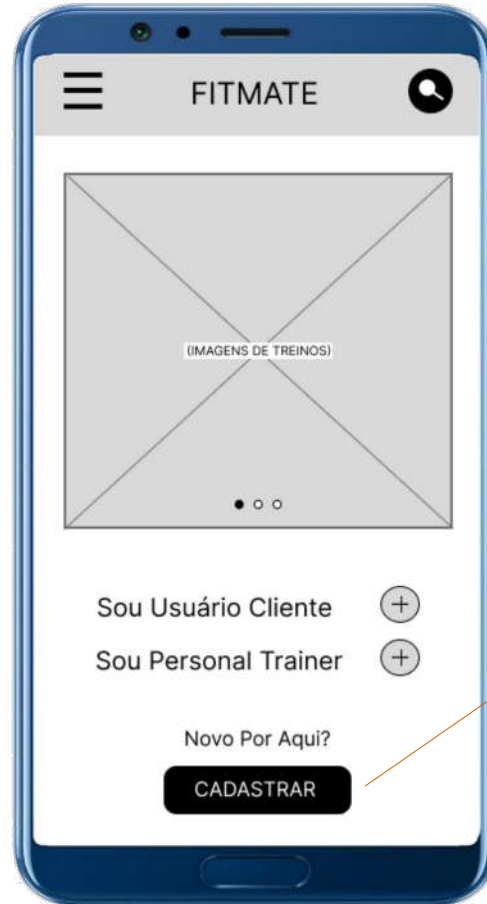 FITMATE
(IMAGENS DE TREINOS)
Sou Usuário Cliente
Sou Personal Trainer
Novo Por Aqui?
CADASTRAR